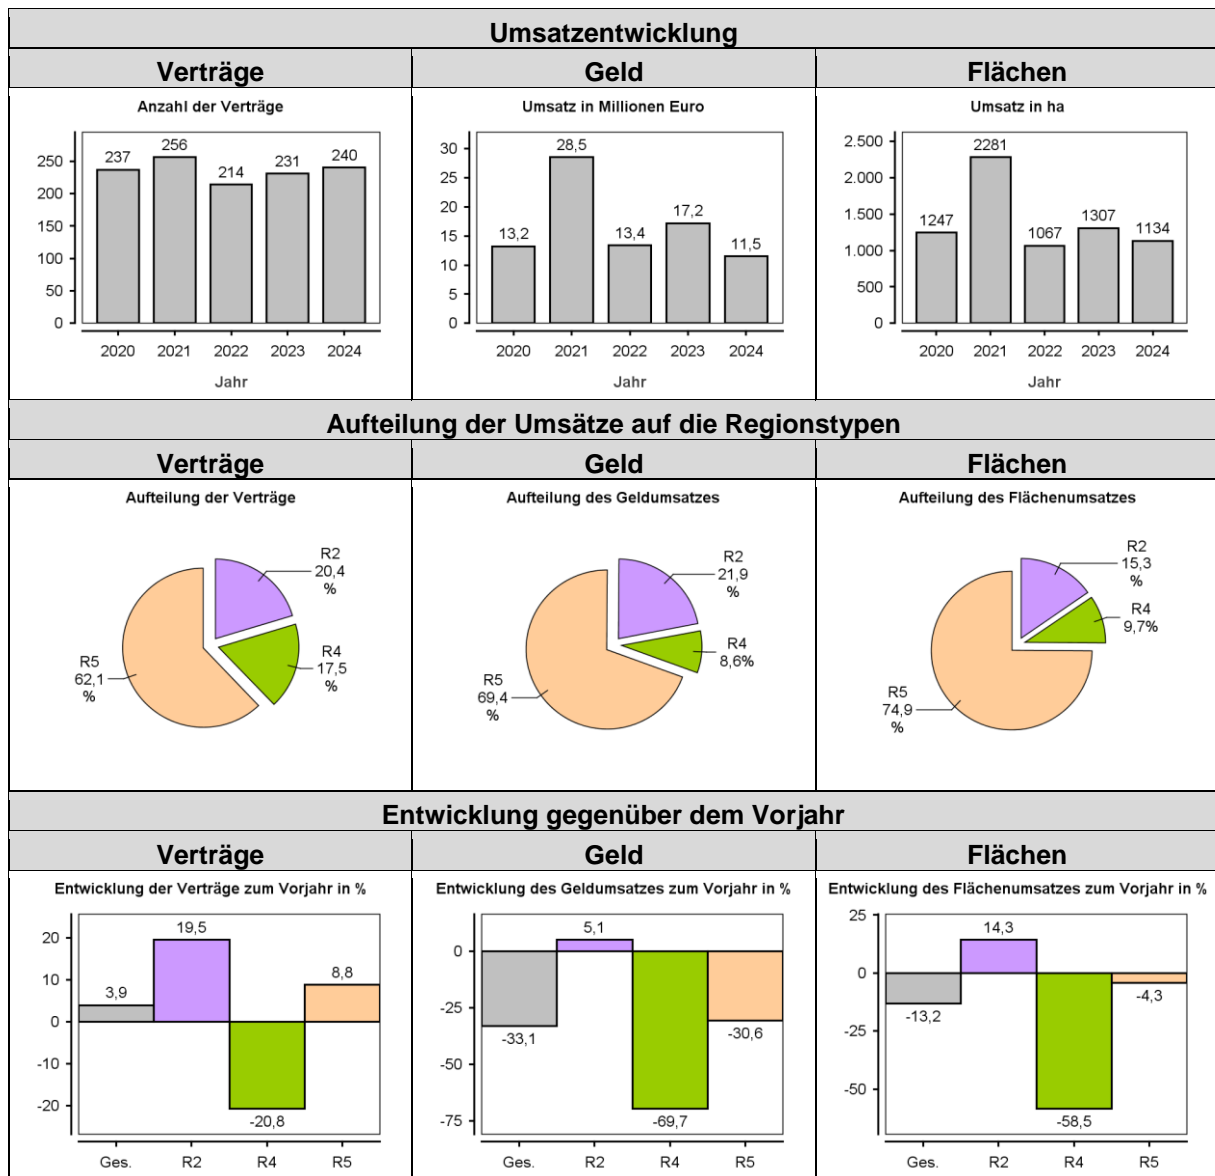 Umsatzentwicklung
Verträge
Geld
Flächen
Anzahl der Verträge
250
200
150
100
50
0
237
256
214
231
240
2020 2021 2022 2023 2024
Jahr
Umsatz in Millionen Euro
30
25
20
15
10
5
0
13,2
28,5
13,4
17,2
11,5
2020 2021 2022 2023 2024
Jahr
Umsatz in ha
2.500
2.000
1.500
1.000
500
0
1247
2281
1067
1307
1134
2020 2021 2022 2023 2024
Jahr
Aufteilung der Umsätze auf die Regionstypen
Verträge
Geld
Flächen
Aufteilung der Verträge
R2
20,4
%
R4
17,5
%
R5
62,1
%
Aufteilung des Geldumsatzes
R2
21,9
%
R4
8,6%
R5
69,4
%
Aufteilung des Flächenumsatzes
R2
15,3
%
R4
9,7%
R5
74,9
%
Entwicklung gegenüber dem Vorjahr
Verträge
Geld
Flächen
Entwicklung der Verträge zum Vorjahr in %
20
10
0
-10
-20
3,9
19,5
-20,8
8,8
Ges. R2 R4 R5
Entwicklung des Geldumsatzes zum Vorjahr in %
0
-25
-50
-75
-33,1
5,1
-69,7
-30,6
Ges. R2 R4 R5
Entwicklung des Flächenumsatzes zum Vorjahr in %
25
0
-25
-50
-13,2
14,3
-58,5
-4,3
Ges. R2 R4 R5